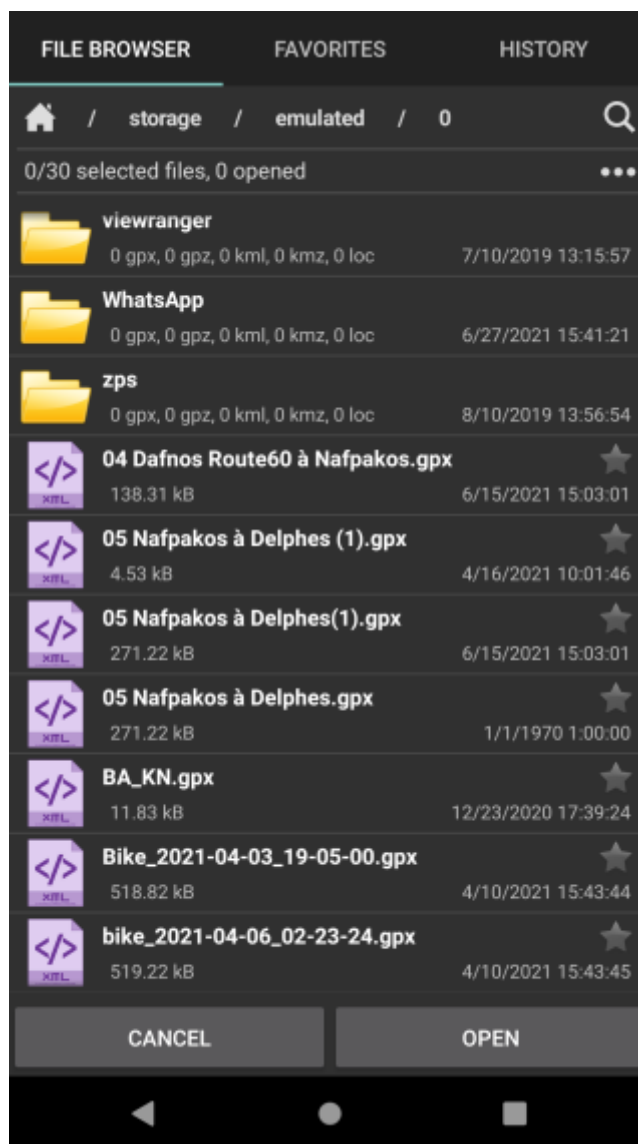 FILE BROWSER FAVORITES HISTORY
/ storage / emulated / 0
0/30 selected files, 0 opened
viewranger
0 gpx, 0 gpz, 0 kml, 0 kmz, 0 loc 7/10/2019 13:15:57
WhatsApp
0 gpx, 0 gpz, 0 kml, 0 kmz, 0 loc 6/27/2021 15:41:21
zps
0 gpx, 0 gpz, 0 kml, 0 kmz, 0 loc 8/10/2019 13:56:54
04 Dafnos Route60 à Nafpakos.gpx
XML 138.31 kB 6/15/2021 15:03:01
05 Nafpakos à Delphes (1).gpx
XML 4.53 kB 4/16/2021 10:01:46
05 Nafpakos à Delphes(1).gpx
XML 271.22 kB 6/15/2021 15:03:01
05 Nafpakos à Delphes.gpx
XML 271.22 kB 1/1/1970 1:00:00
BA_KN.gpx
XML 11.83 kB 12/23/2020 17:39:24
Bike_2021-04-03_19-05-00.gpx
XML 518.82 kB 4/10/2021 15:43:44
bike_2021-04-06_02-23-24.gpx
XML 519.22 kB 4/10/2021 15:43:45
CANCEL OPEN